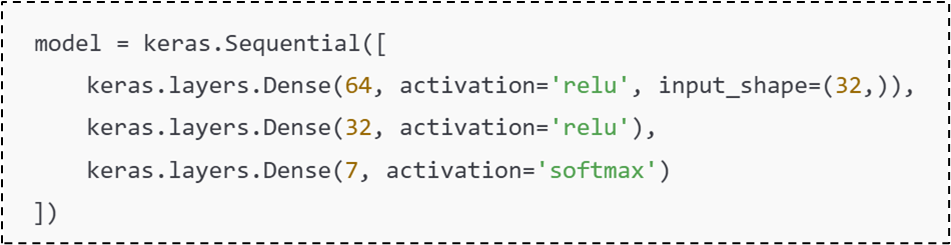 model = keras.Sequential([
    keras.layers.Dense(64, activation='relu', input_shape=(32,)),
    keras.layers.Dense(32, activation='relu'),
    keras.layers.Dense(7, activation='softmax')
])